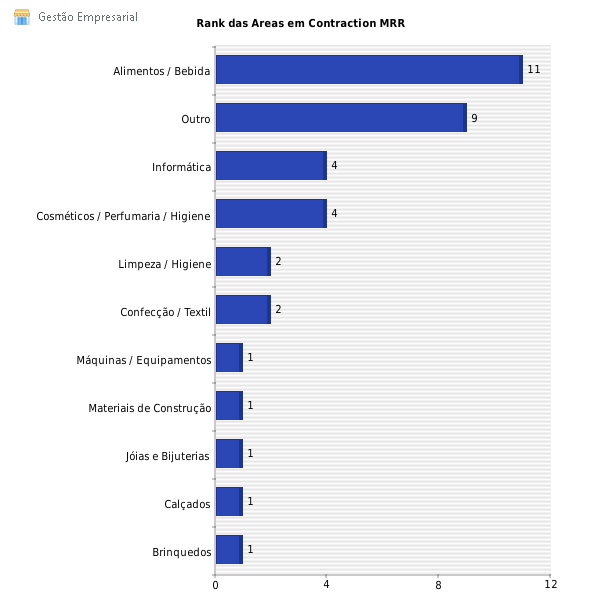 Gestão Empresarial
Rank das Areas em Contraction MRR
Alimentos / Bebida 11
Outro 9
Informática 4
Cosméticos / Perfumaria / Higiene 4
Limpeza / Higiene 2
Confecção / Textil 2
Máquinas / Equipamentos 1
Materiais de Construção 1
Jóias e Bijuterias 1
Calçados 1
Brinquedos 1
0 4 8 12